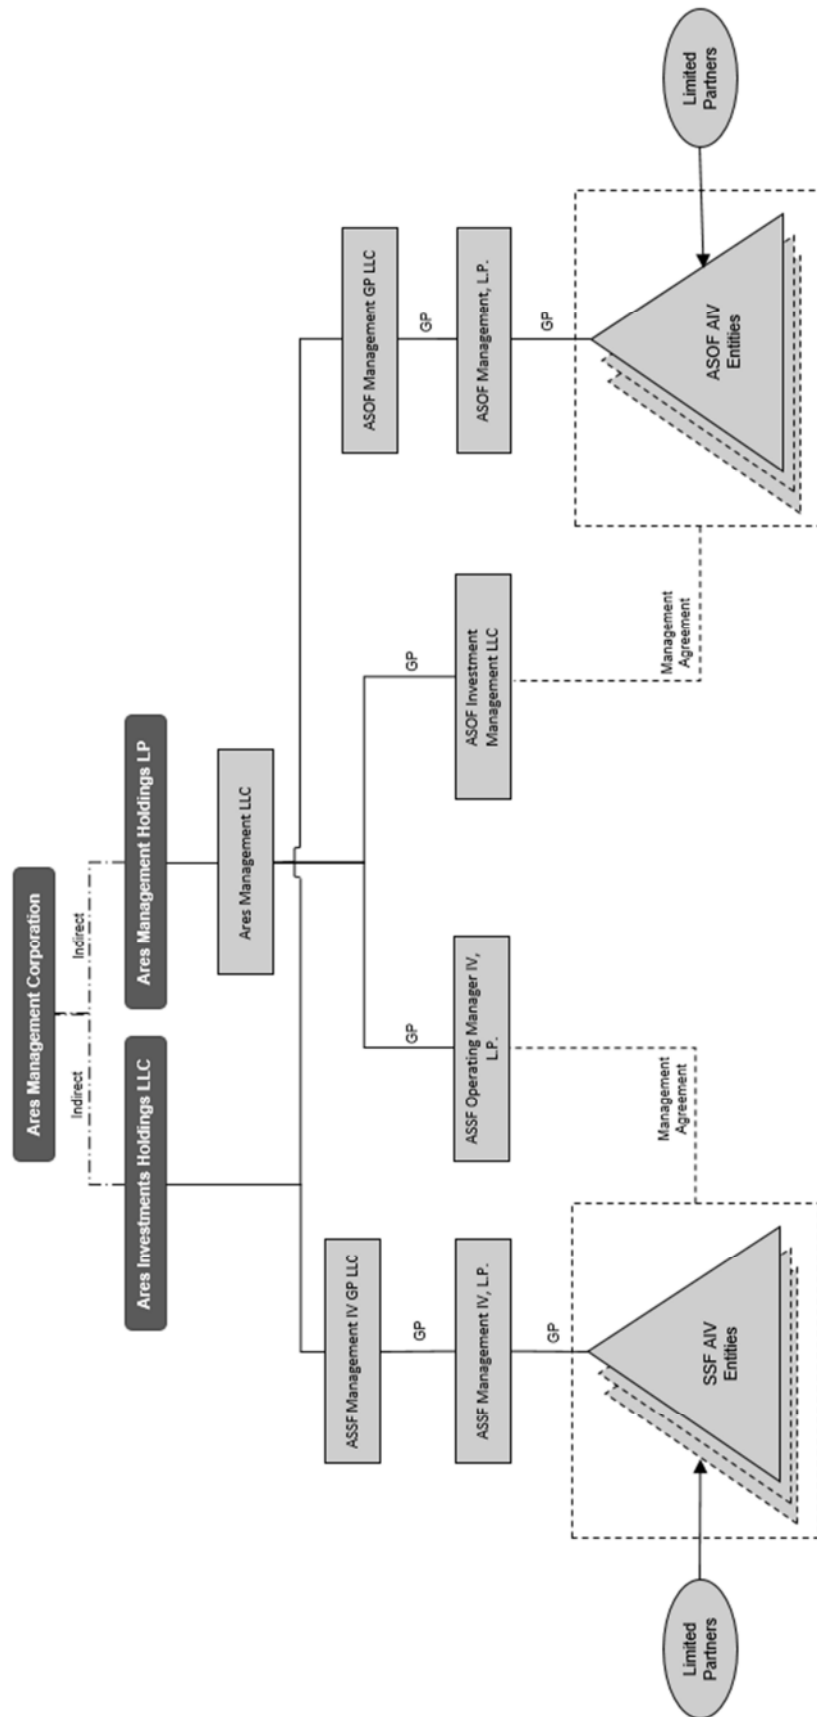 Ares Management Corporation
Indirect
Indirect
Ares Investments Holdings LLC
Ares Management Holdings LP
Ares Management LLC
ASSF Management IV GP LLC
ASOF Management GP LLC
GP
GP
GP
GP
ASSF Management IV, L.P.
ASSF Operating Manager IV,
L.P.
ASOF Investment
Management LLC
ASOF Management, L.P.
GP
GP
Management
Agreement
Management
Agreement
Limited
Partners
SSF AIV
Entities
ASOF AIV
Entities
Limited
Partners